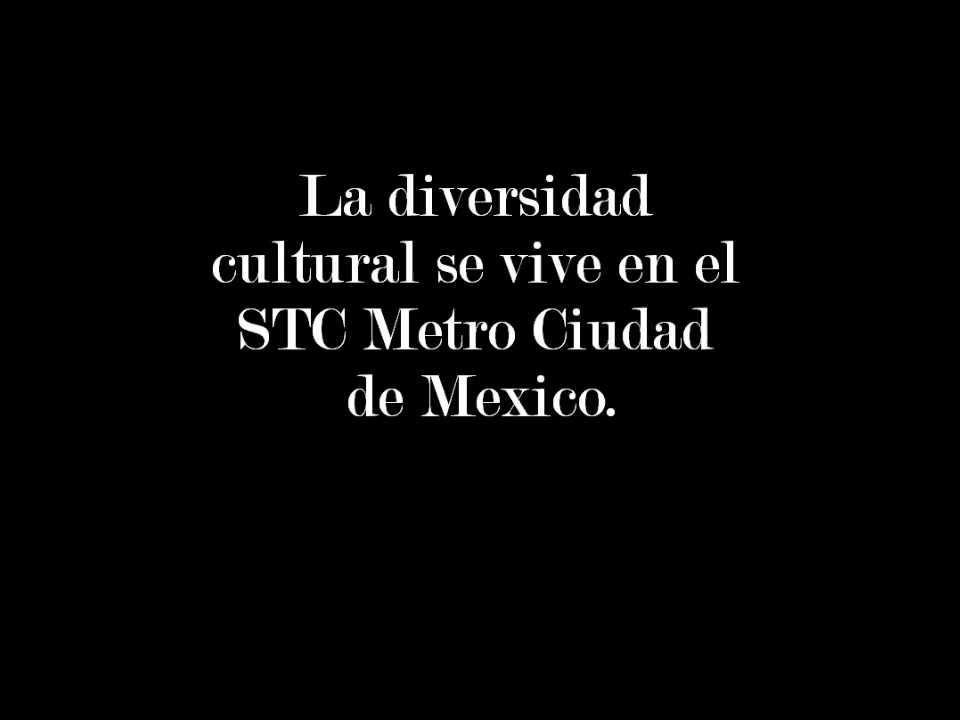 La diversidad
cultural se vive en el
STC Metro Ciudad
de Mexico.